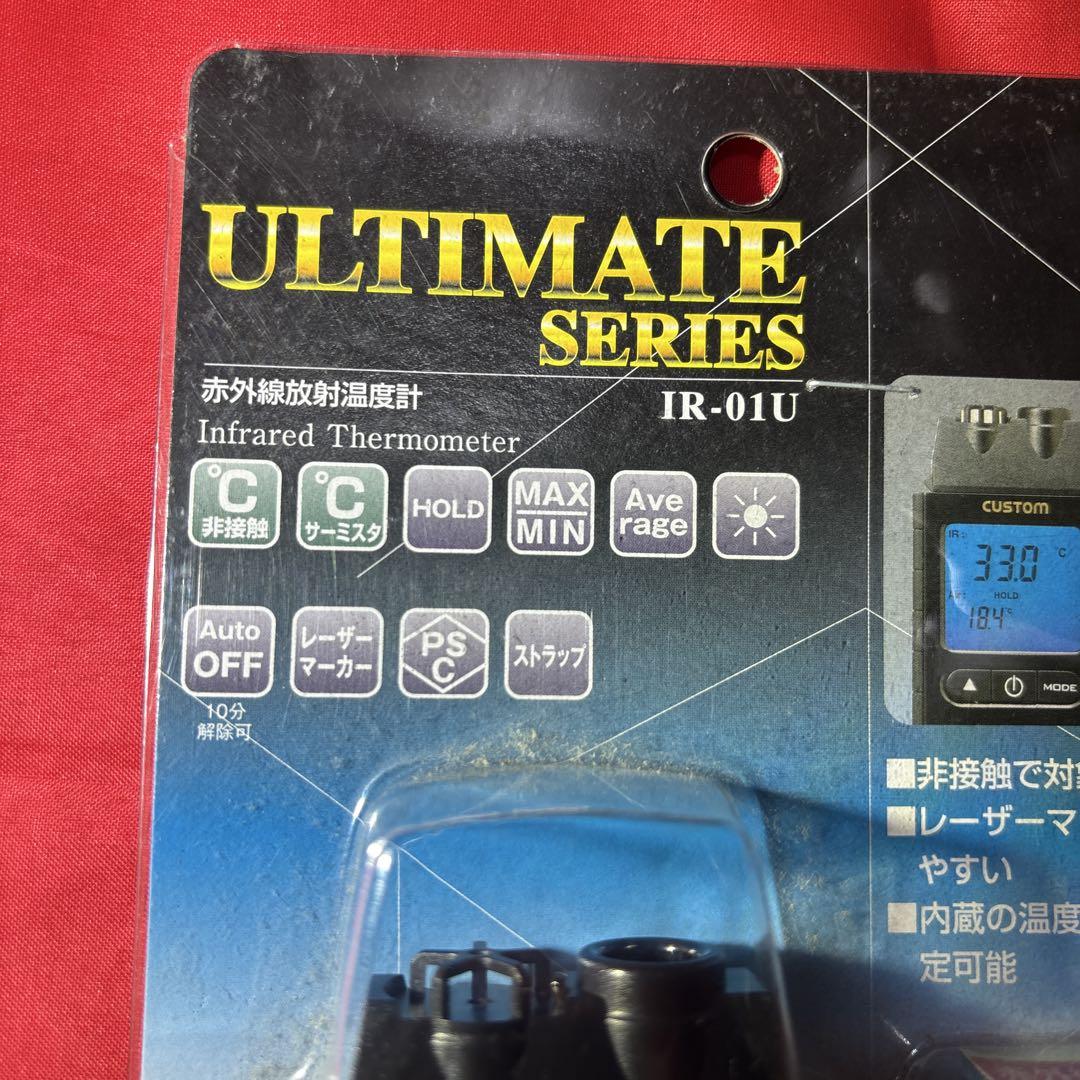 ULTIMATE
SERIES
赤外線放射温度計
IR-01U
Infrared Thermometer
℃
非接触
℃
サーミスタ
HOLD
MAX
MIN
Ave
rage
Auto
OFF
レーザー
マーカー
PS
C
ストラップ
10分
解除可
CUSTOM
IR:
33.0
℃
HOLD
18.4℃
MODE
■非接触で対象
■レーザーマ
やすい
■内蔵の温度
定可能